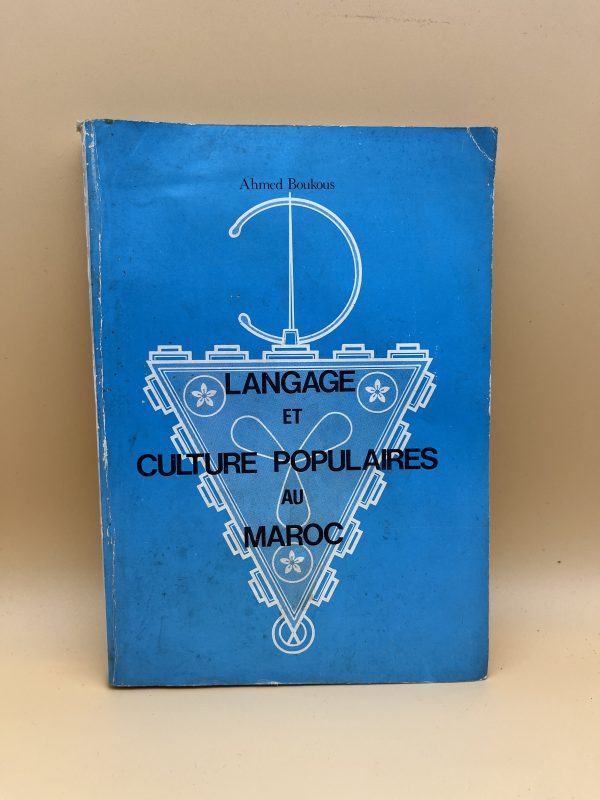 Ahmed Boukous
LANGAGE
ET
CULTURE POPULAIRES
AU
MAROC